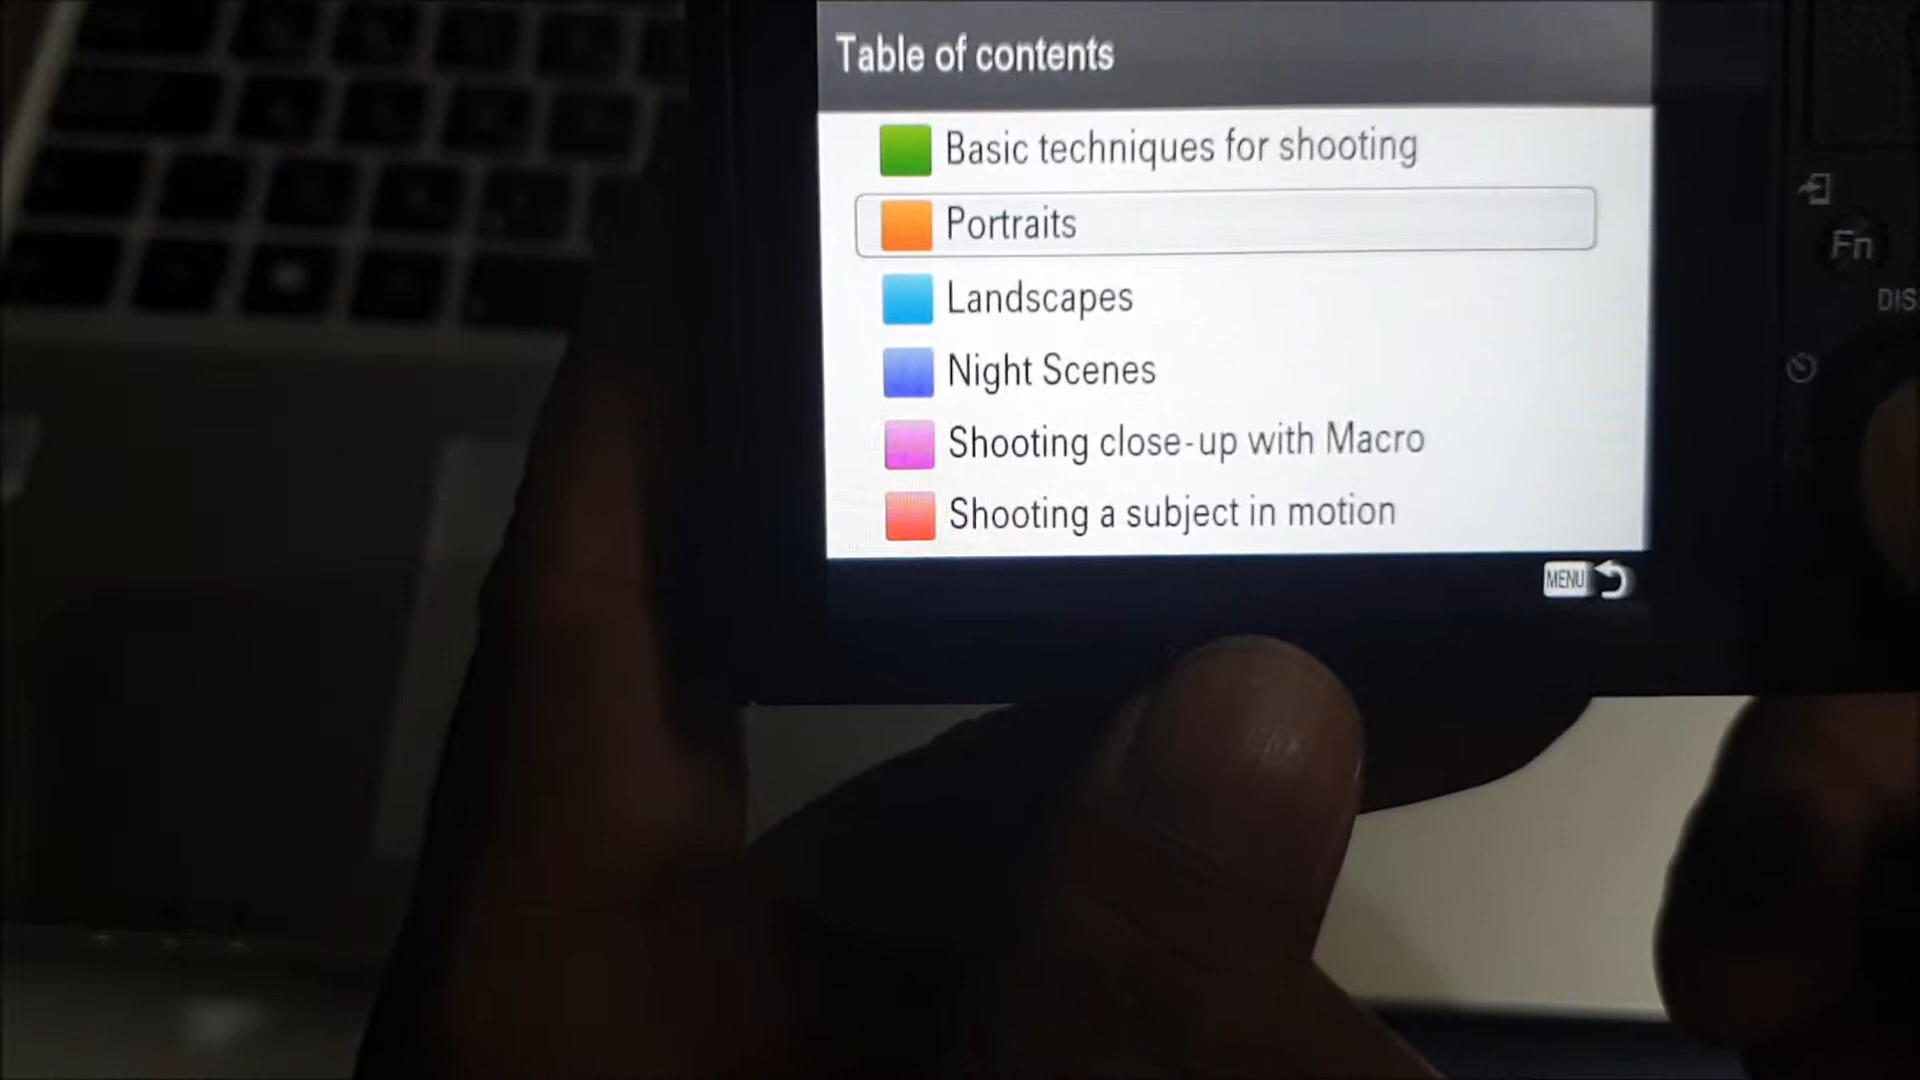 Table of contents
Basic techniques for shooting
Portraits
Landscapes
Night Scenes
Shooting close-up with Macro
Shooting a subject in motion
MENU
Fn
DIS